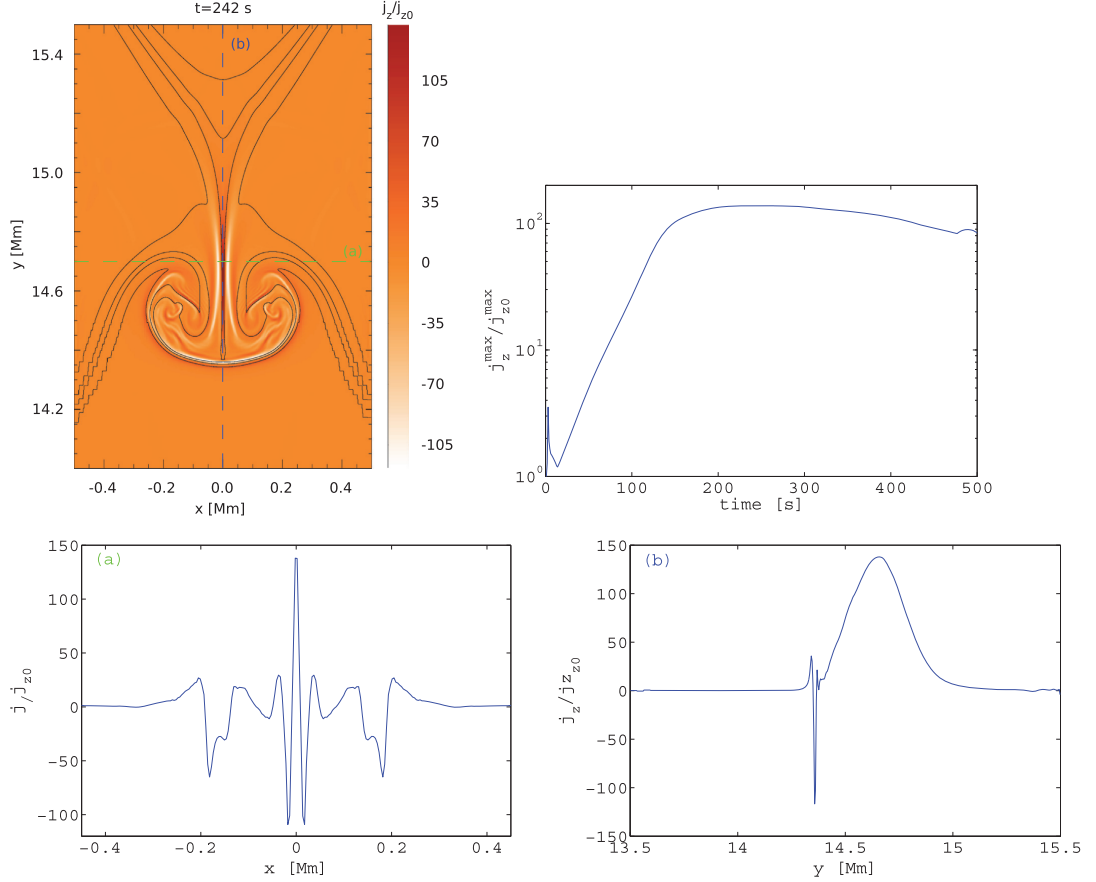 t=242 s
j_z/j_z0
(b)
(a)
15.4
15.0
14.6
14.2
y [Mm]
-0.4 -0.2 0.0 0.2 0.4
x [Mm]
105
70
35
0
-35
-70
-105
10^2
10^1
10^0
j_z^max/j_z0^max
0 100 200 300 400 500
time [s]
(a)
150
100
50
0
−50
−100
j/j_z0
−0.4 −0.2 0 0.2 0.4
x [Mm]
(b)
150
100
50
0
−50
−100
−150
j_z/jz_z0
13.5 14 14.5 15 15.5
y [Mm]